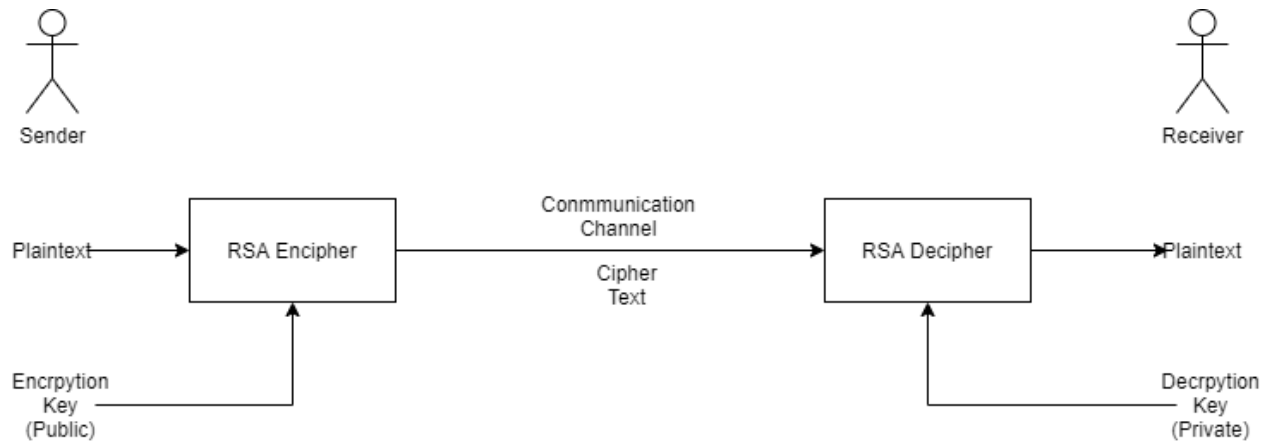 Sender
Receiver
Conmmunication
Channel
Plaintext
RSA Encipher
RSA Decipher
Plaintext
Cipher
Text
Encrpytion
Key
(Public)
Decrpytion
Key
(Private)